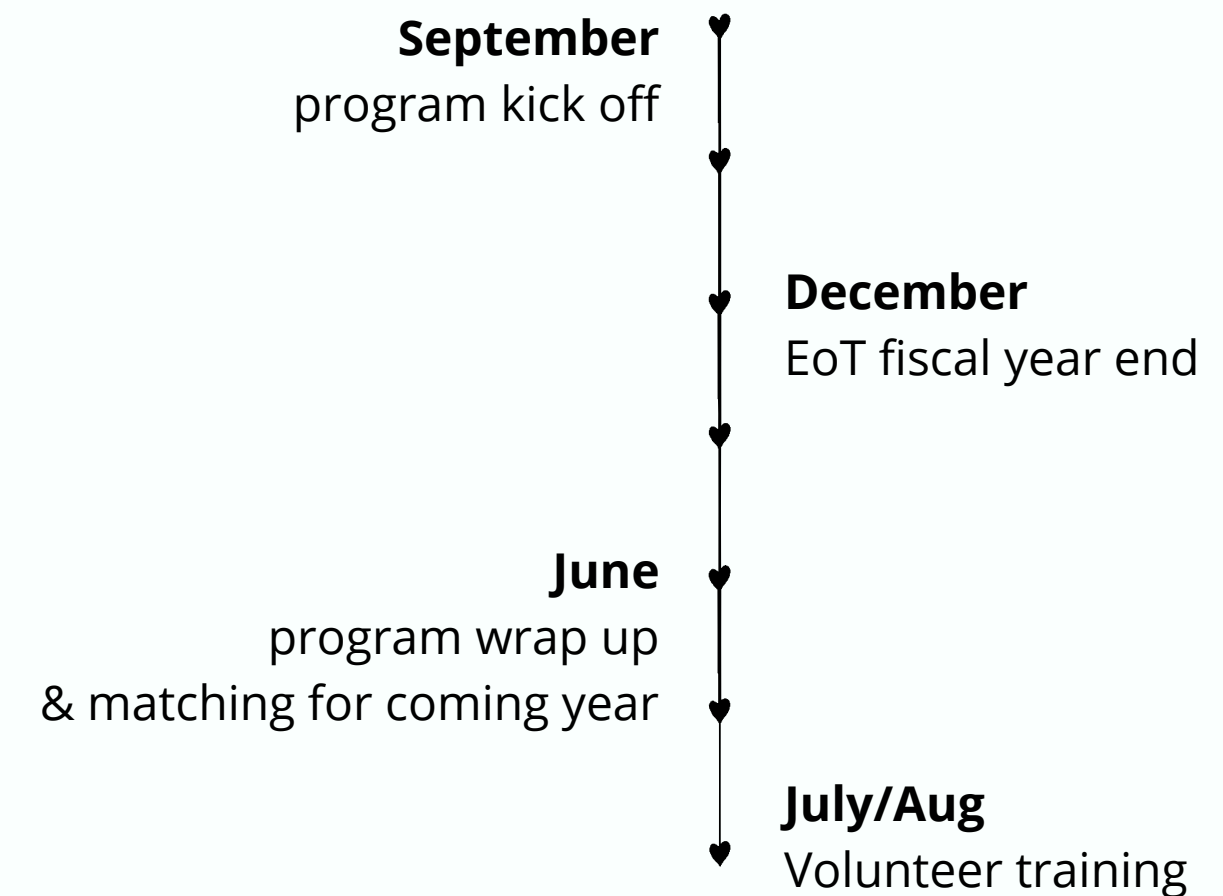 September
program kick off
December
EoT fiscal year end
June
program wrap up
& matching for coming year
July/Aug
Volunteer training